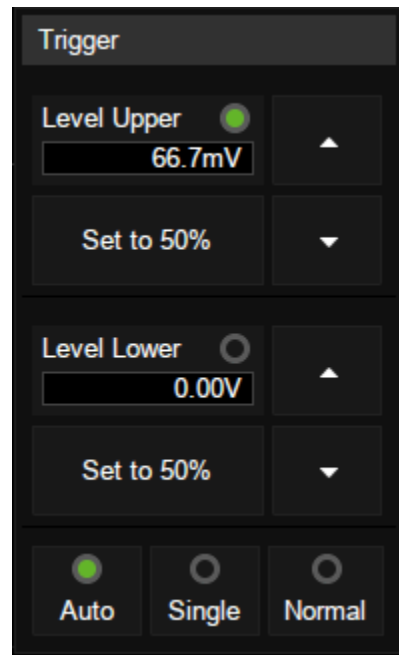 Trigger
Level Upper
66.7mV
Set to 50%
Level Lower
0.00V
Set to 50%
Auto Single Normal